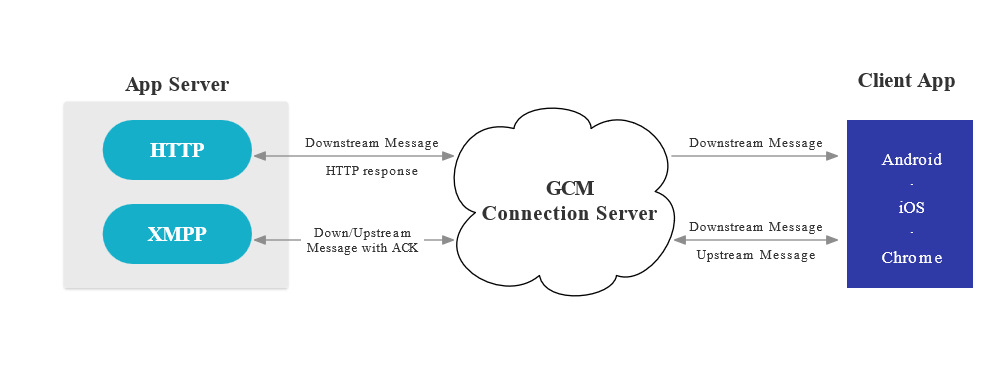 App Server
HTTP
XMPP
Downstream Message
HTTP response
Down/Upstream
Message with ACK
GCM
Connection Server
Downstream Message
Downstream Message
Upstream Message
Client App
Android
.
iOS
.
Chrome